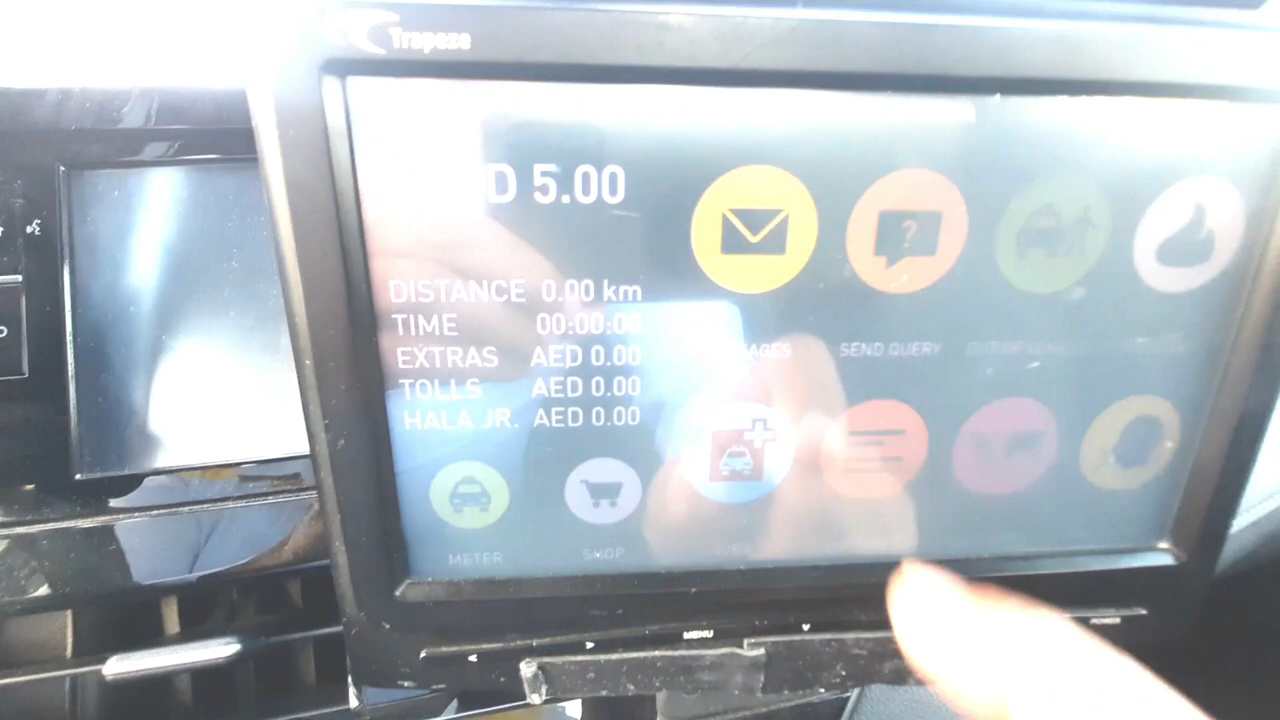 Trapeze
D 5.00
DISTANCE 0.00 km
TIME 00:00:00
EXTRAS AED 0.00
TOLLS AED 0.00
HALA JR. AED 0.00
SEND QUERY
METER
SHOP
MENU
POWER